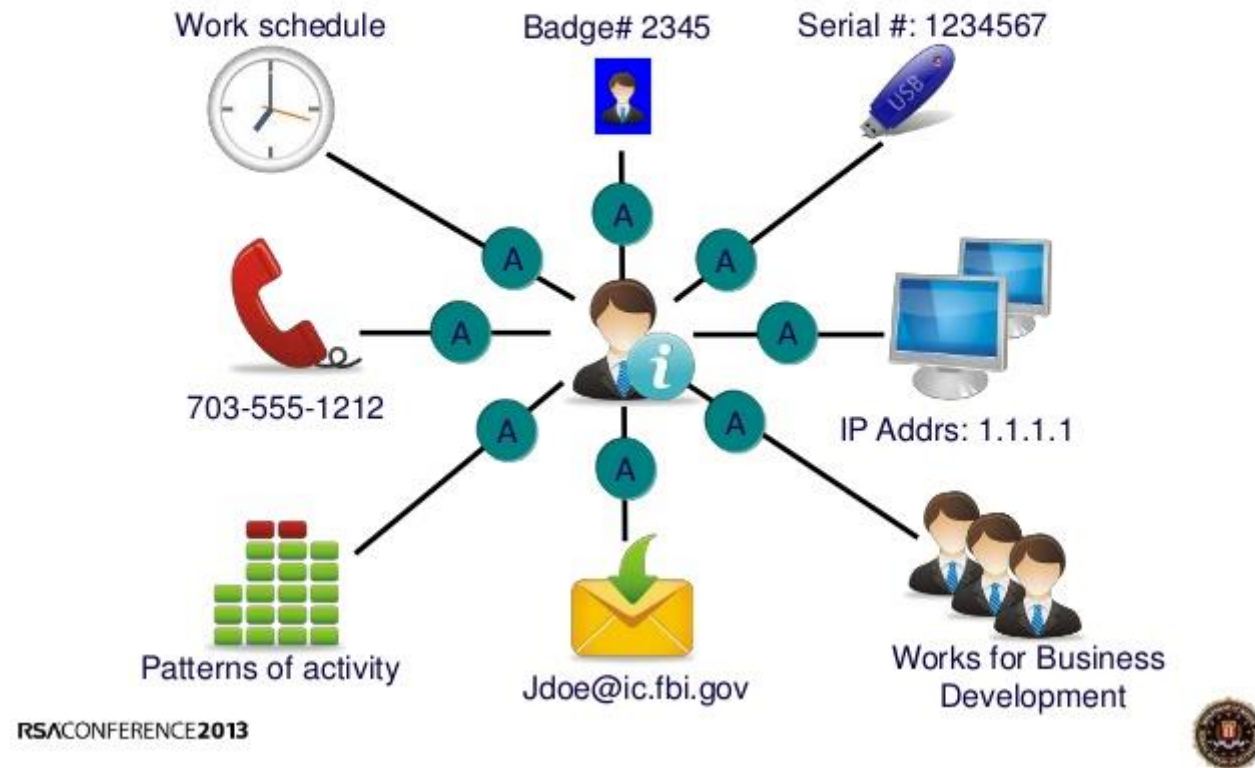 Work schedule
Badge# 2345
Serial #: 1234567
USB
A
A
A
A
A
703-555-1212
IP Addrs: 1.1.1.1
A
A
A
Patterns of activity
Jdoe@ic.fbi.gov
Works for Business
Development
RSACONFERENCE2013